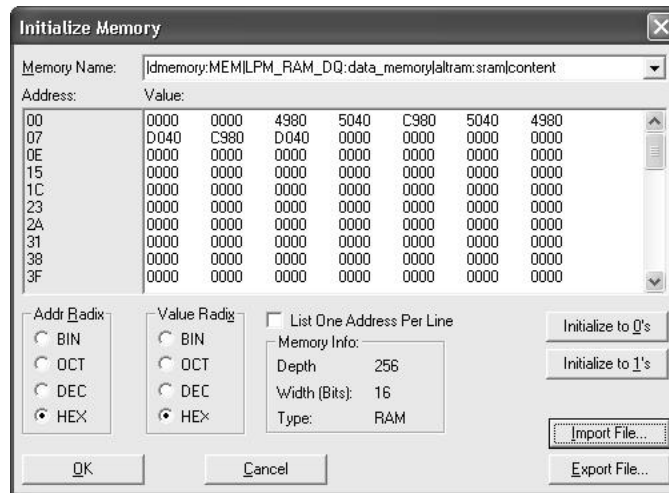 Initialize Memory
Memory Name: |dmemory:MEM|LPM_RAM_DQ:data_memory|altram:sram|content
Address: Value:
00 0000 0000 4980 5040 C980 5040 4980
07 D040 C980 D040 0000 0000 0000 0000
0E 0000 0000 0000 0000 0000 0000 0000
15 0000 0000 0000 0000 0000 0000 0000
1C 0000 0000 0000 0000 0000 0000 0000
23 0000 0000 0000 0000 0000 0000 0000
2A 0000 0000 0000 0000 0000 0000 0000
31 0000 0000 0000 0000 0000 0000 0000
38 0000 0000 0000 0000 0000 0000 0000
3F 0000 0000 0000 0000 0000 0000 0000
Addr Radix
BIN
OCT
DEC
HEX
Value Radix
BIN
OCT
DEC
HEX
List One Address Per Line
Memory Info:
Depth 256
Width (Bits): 16
Type: RAM
Initialize to 0's
Initialize to 1's
Import File...
OK
Cancel
Export File...